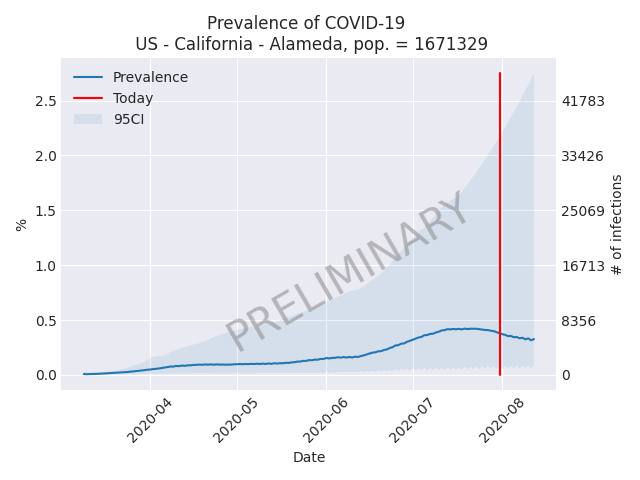 Prevalence of COVID-19
US - California - Alameda, pop. = 1671329
Prevalence
Today
95CI
2.5
2.0
1.5
1.0
0.5
0.0
%
41783
33426
25069
16713
8356
0
# of infections
PRELIMINARY
2020-04
2020-05
2020-06
2020-07
2020-08
Date